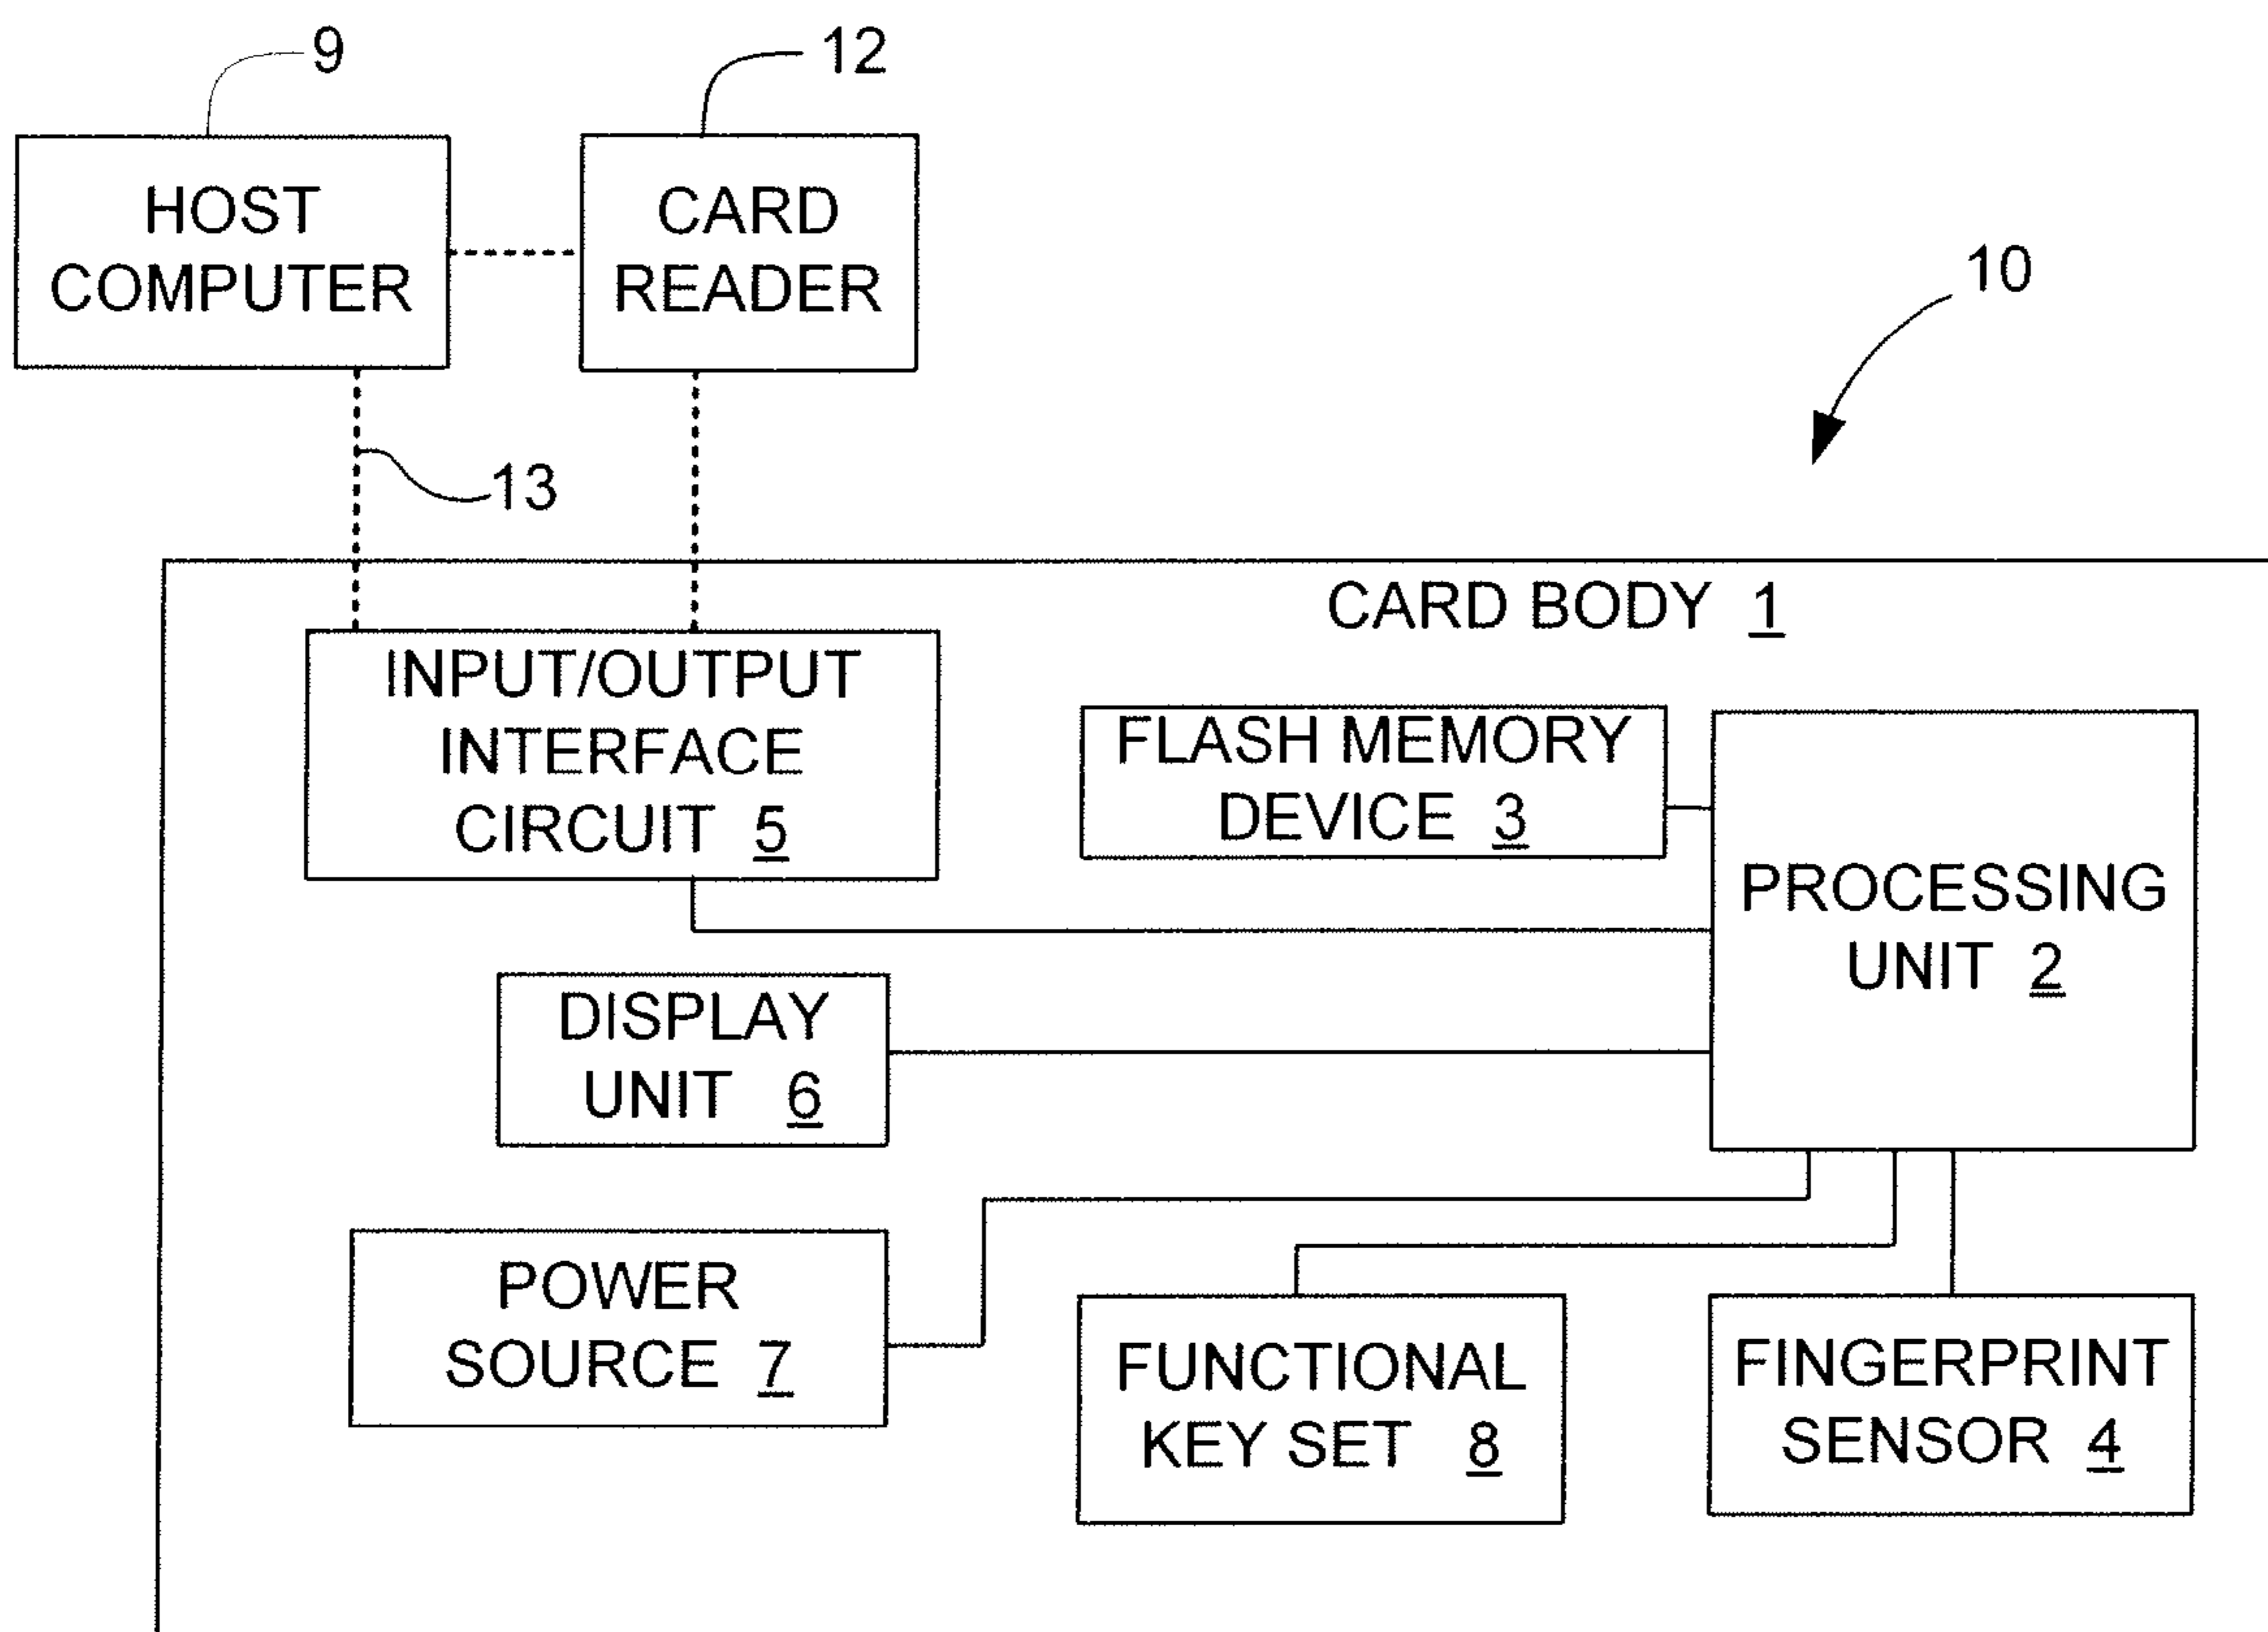 9
12
HOST
COMPUTER
CARD
READER
10
13
CARD BODY 1
INPUT/OUTPUT
INTERFACE
CIRCUIT 5
FLASH MEMORY
DEVICE 3
PROCESSING
UNIT 2
DISPLAY
UNIT 6
POWER
SOURCE 7
FUNCTIONAL
KEY SET 8
FINGERPRINT
SENSOR 4